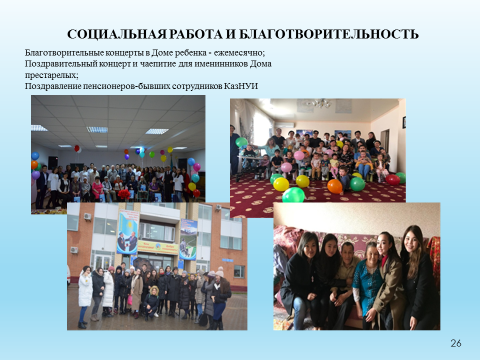 СОЦИАЛЬНАЯ РАБОТА И БЛАГОТВОРИТЕЛЬНОСТЬ
Благотворительные концерты в Доме ребенка - ежемесячно;
Поздравительный концерт и чаепитие для именинников Дома
престарелых;
Поздравление пенсионеров-бывших сотрудников КазНУИ
26